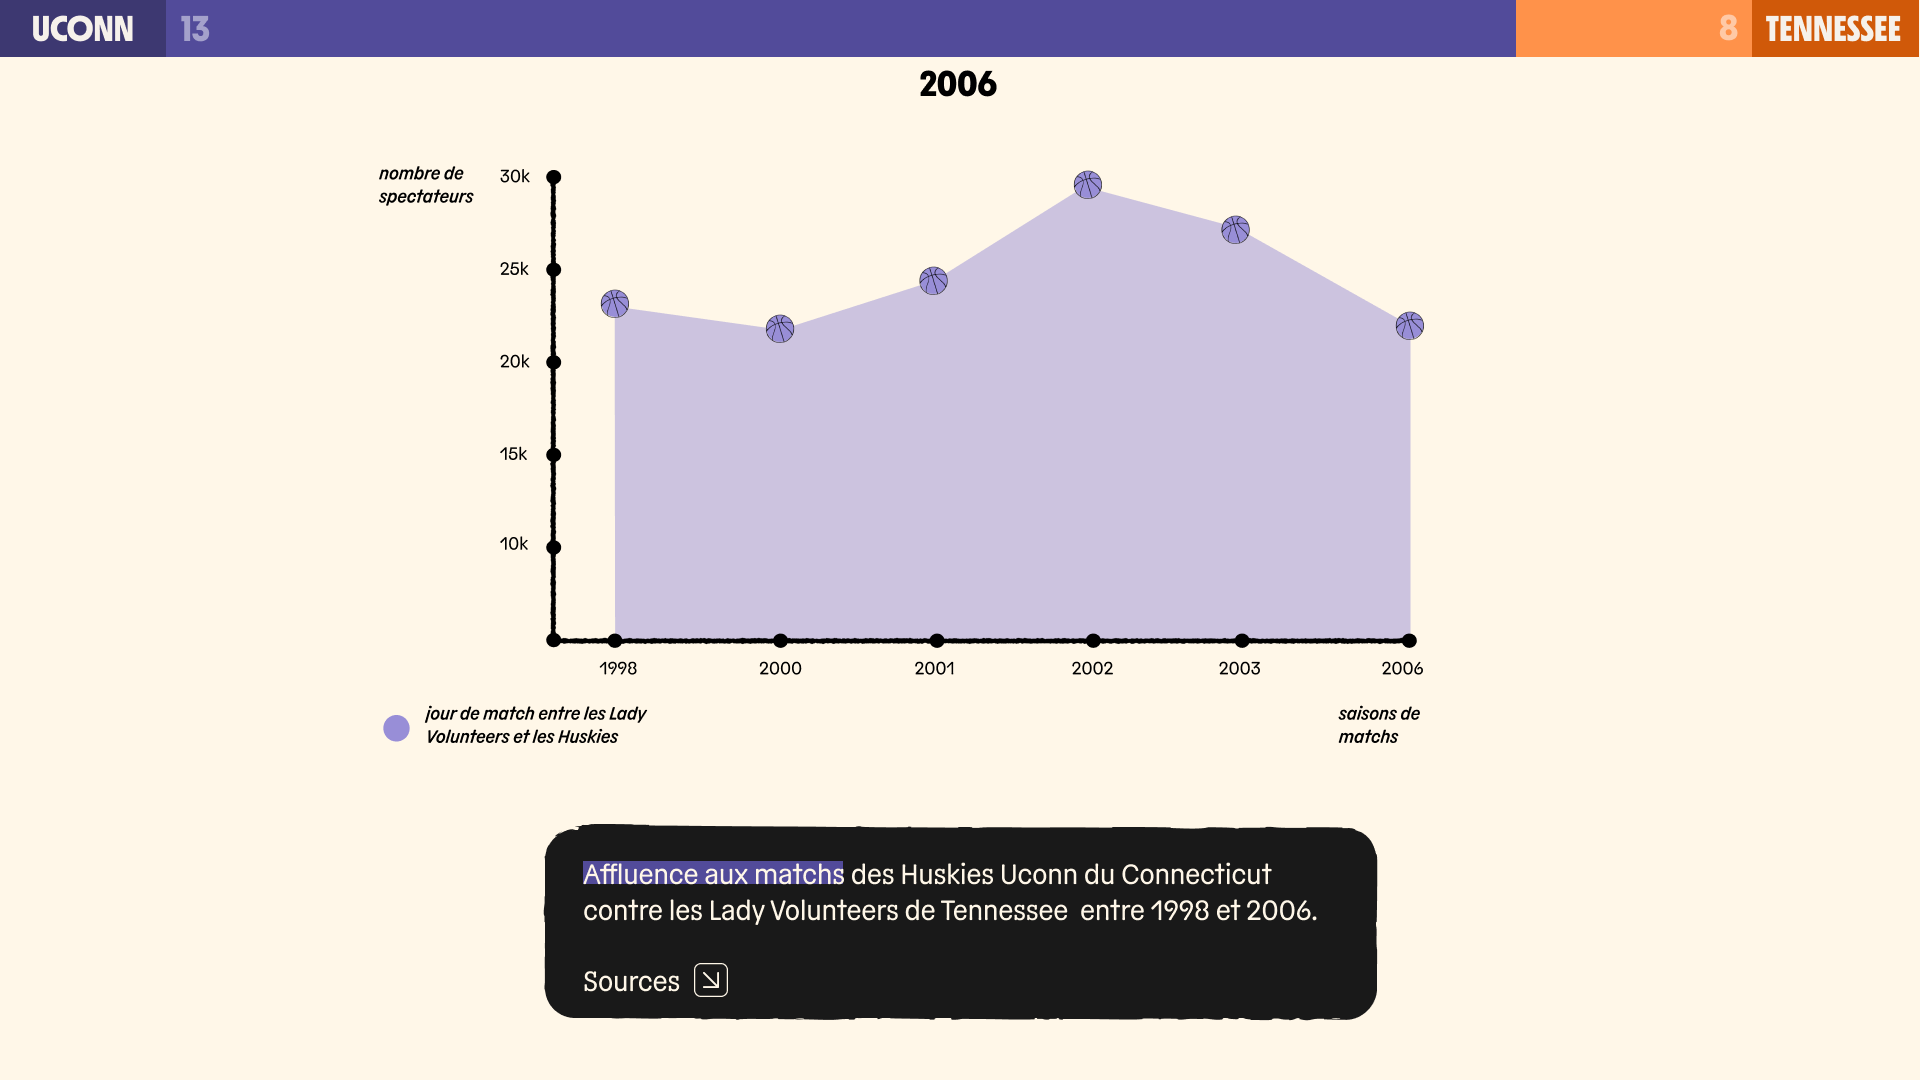 UCONN 13 8 TENNESSEE
2006
nombre de
spectateurs
30k
25k
20k
15k
10k
1998 2000 2001 2002 2003 2006
jour de match entre les Lady
Volunteers et les Huskies
saisons de
matchs
Affluence aux matchs des Huskies Uconn du Connecticut
contre les Lady Volunteers de Tennessee entre 1998 et 2006.
Sources